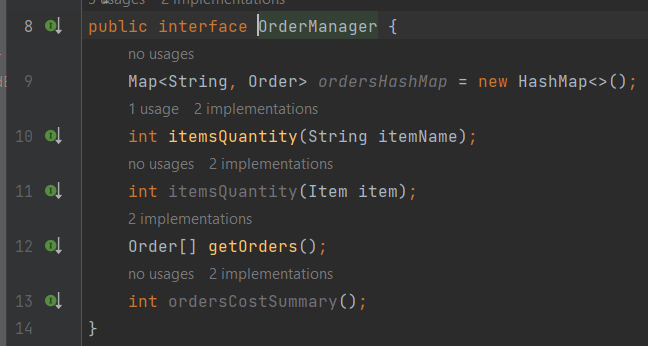 2 implementations
8 public interface OrderManager {
no usages
9 Map<String, Order> ordersHashMap = new HashMap<>();
1 usage 2 implementations
10 int itemsQuantity(String itemName);
no usages 2 implementations
11 int itemsQuantity(Item item);
2 implementations
12 Order[] getOrders();
no usages 2 implementations
13 int ordersCostSummary();
14 }